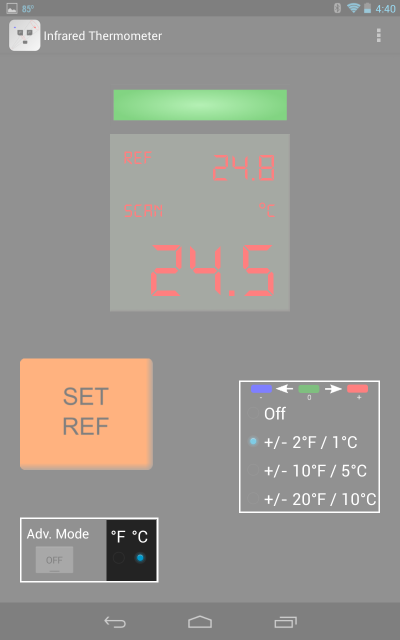 85° 4:40
Infrared Thermometer
REF 24.8
SCAN °C
24.5
SET
REF
- 0 +
Off
+/- 2°F / 1°C
+/- 10°F / 5°C
+/- 20°F / 10°C
Adv. Mode °F °C
OFF